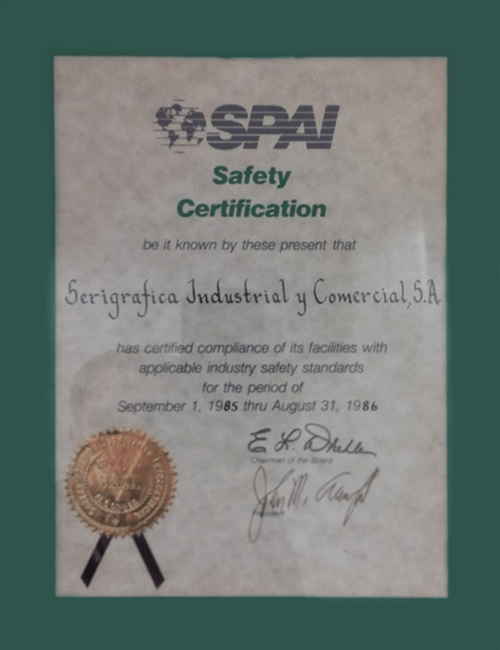 SPAI
Safety
Certification
be it known by these present that
Serigrafica Industrial y Comercial, S.A
has certified compliance of its facilities with
applicable industry safety standards
for the period of
September 1, 1985 thru August 31, 1986
E. L.
Chairman of the Board
John M.
President